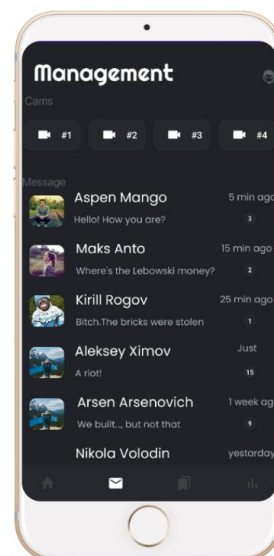 Management
Cams
#1 #2 #3 #4
Message
Aspen Mango 5 min ago
Hello! How you are? 3
Maks Anto 15 min ago
Where's the Lebowski money? 2
Kirill Rogov 25 min ago
Bitch.The bricks were stolen 1
Aleksey Ximov Just
A riot! 15
Arsen Arsenovich 1 week ag
We built..., but not that 9
Nikola Volodin yesterday